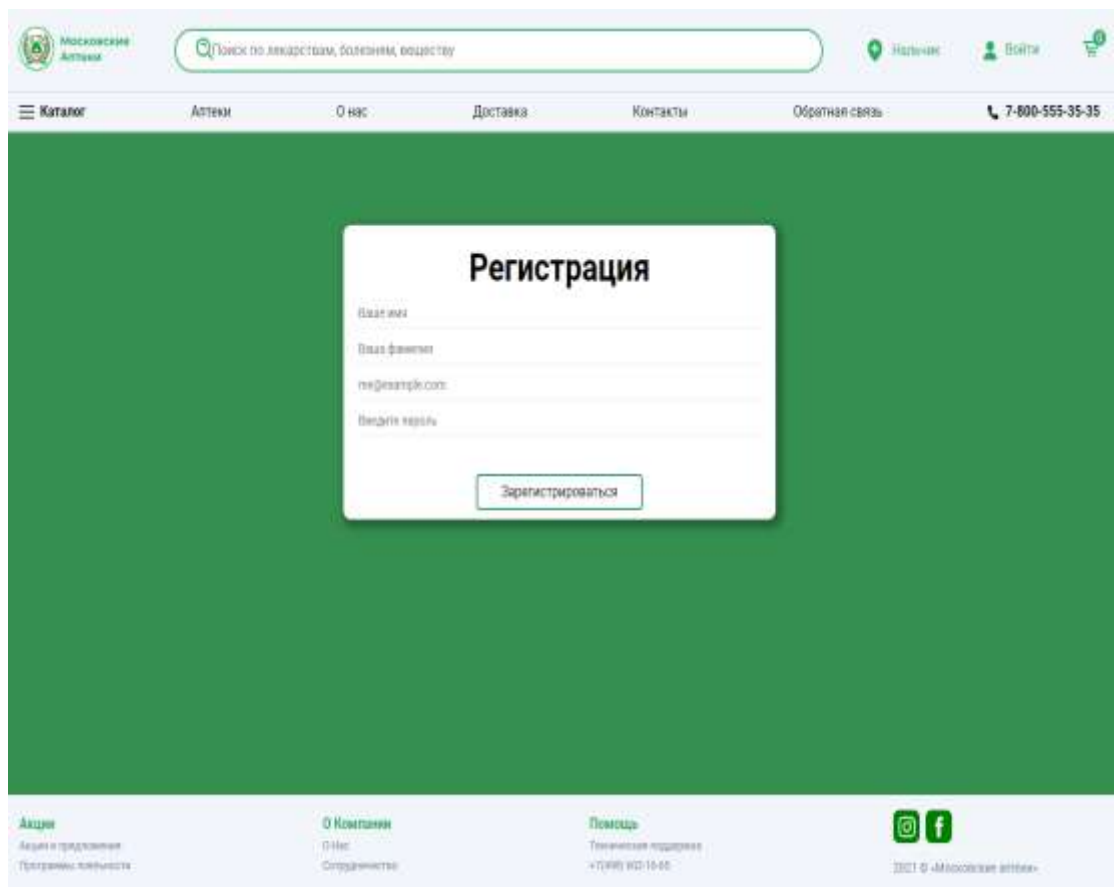 Московские
Аптеки
Поиск по лекарствам, болезням, веществу
Нальчик
Войти
0
Каталог
Аптеки
О нас
Доставка
Контакты
Обратная связь
7-800-555-35-35
Регистрация
Ваше имя
Ваша фамилия
me@example.com
Введите пароль
Зарегистрироваться
Акции
Акции и предложения
Программы лояльности
О Компании
О Нас
Сотрудничество
Помощь
Техническая поддержка
2021 © «Московские аптеки»